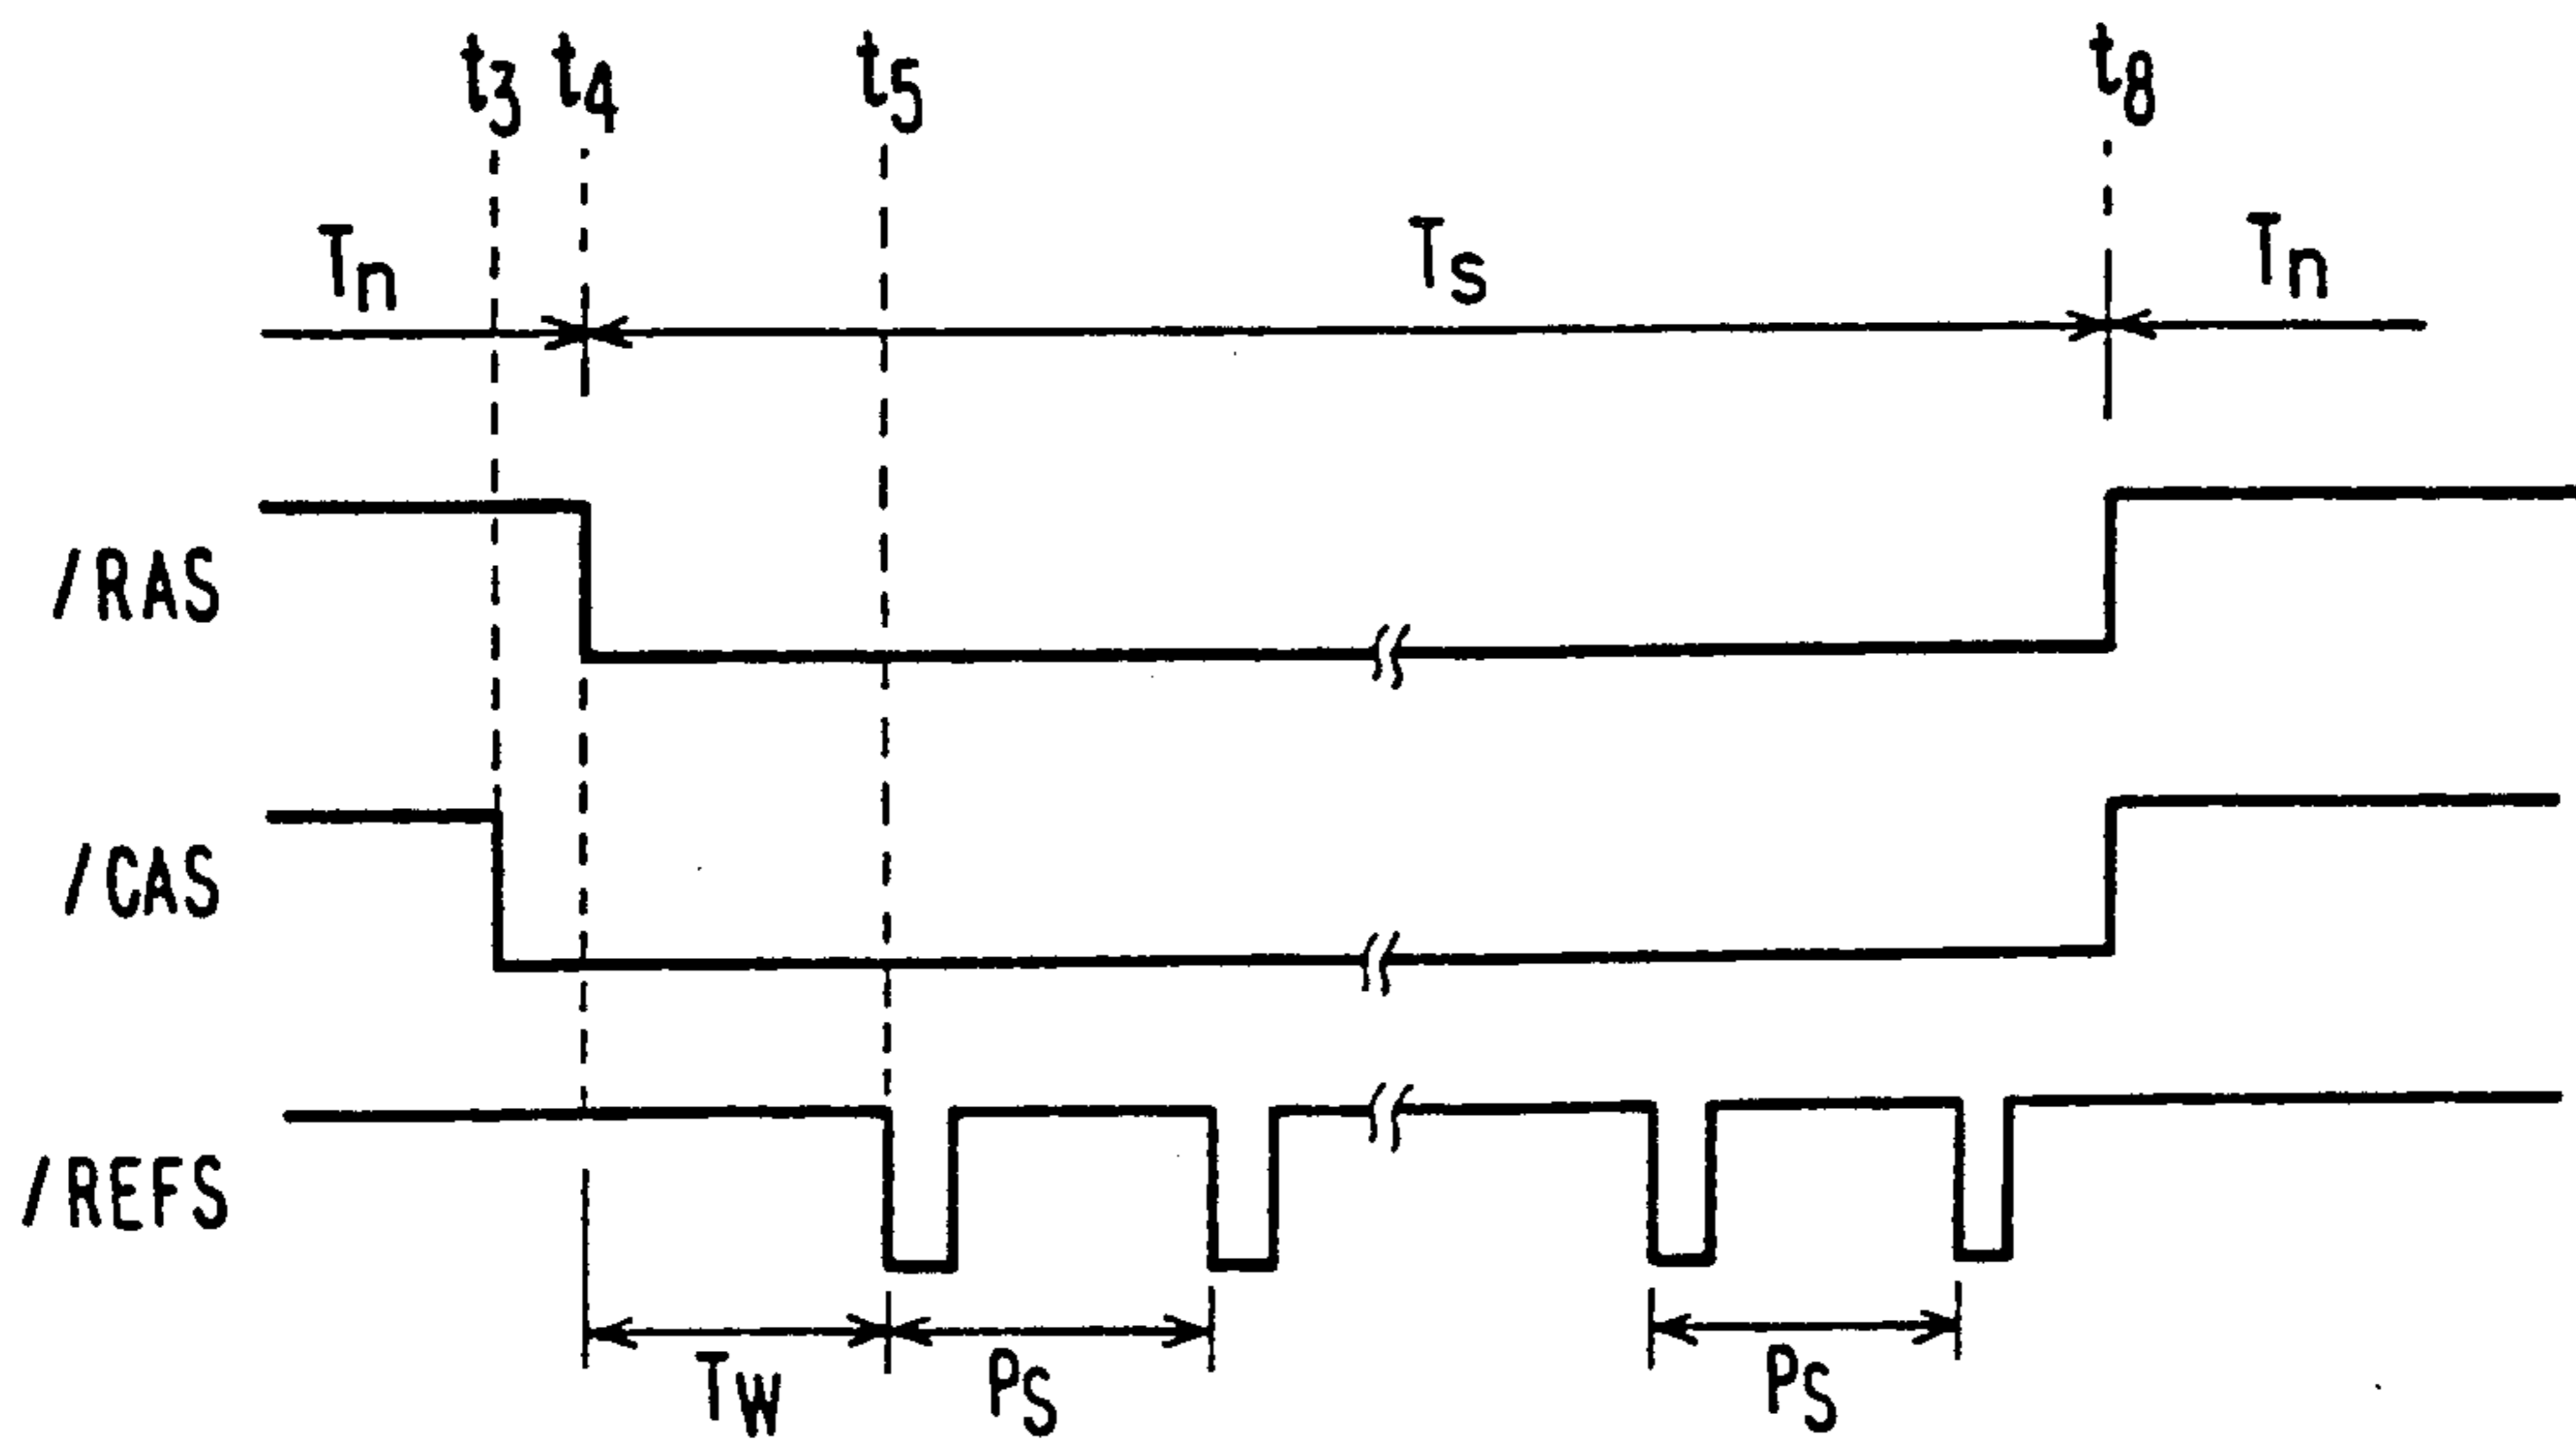 t3 t4 t5 t8
Tn Ts Tn
/RAS
/CAS
/REFS
TW PS PS